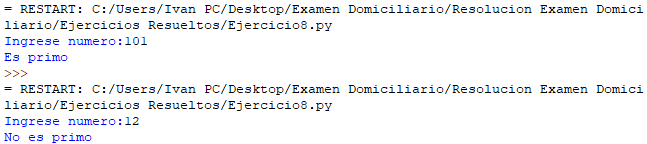 = RESTART: C:/Users/Ivan PC/Desktop/Examen Domiciliario/Resolucion Examen Domici
liario/Ejercicios Resueltos/Ejercicio8.py
Ingrese numero:101
Es primo
>>>
= RESTART: C:/Users/Ivan PC/Desktop/Examen Domiciliario/Resolucion Examen Domici
liario/Ejercicios Resueltos/Ejercicio8.py
Ingrese numero:12
No es primo